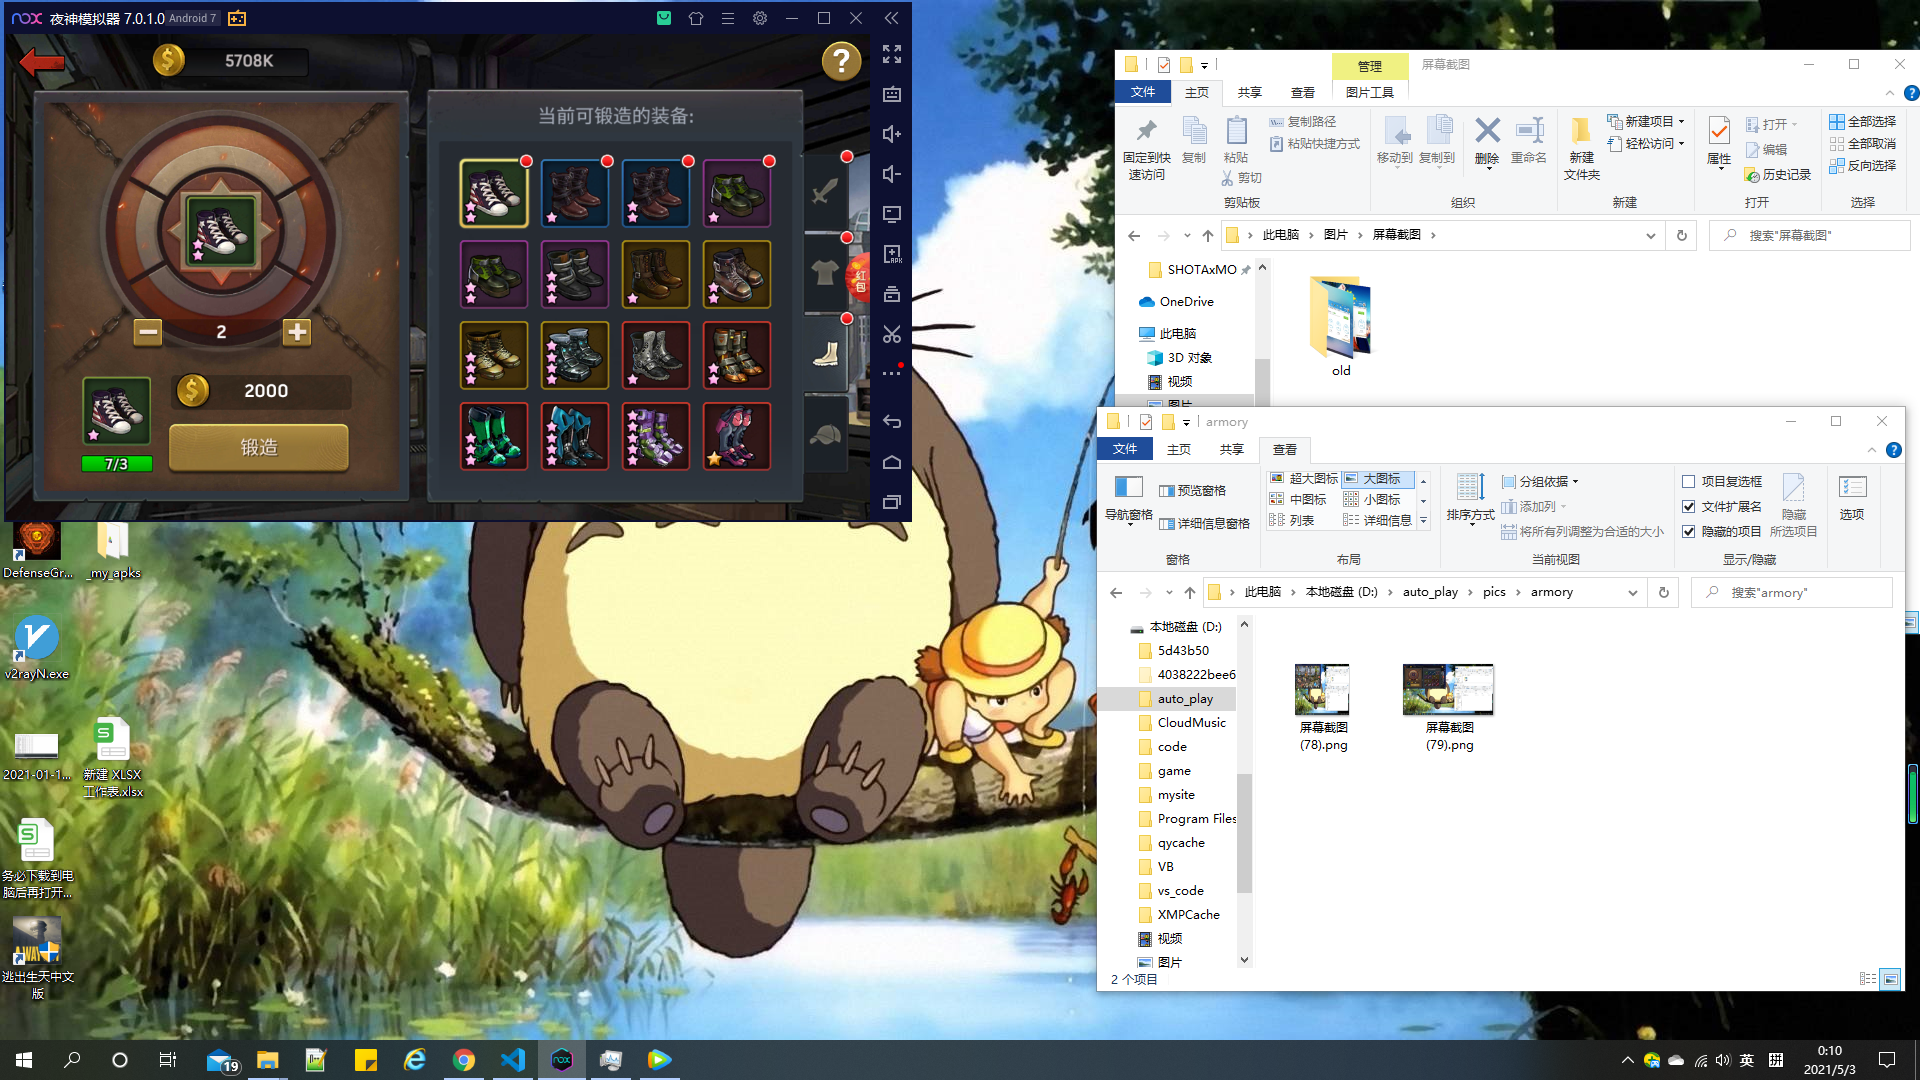 nox 夜神模拟器 7.0.1.0 Android 7
5708K
?
当前可锻造的装备:
2
2000
锻造
7/3
红包
DefenseGr...
_my_apks
v2rayN.exe
2021-01-1...
新建 XLSX
工作表.xlsx
务必下载到电
脑后再打开...
逃出生天中文
版
管理
屏幕截图
文件
主页
共享
查看
图片工具
固定到快
速访问
复制
粘贴
复制路径
粘贴快捷方式
剪切
剪贴板
移动到
复制到
删除
重命名
组织
新建
文件夹
新建项目
轻松访问
新建
属性
打开
编辑
历史记录
打开
全部选择
全部取消
反向选择
选择
此电脑
图片
屏幕截图
搜索"屏幕截图"
SHOTAxMO
OneDrive
此电脑
3D 对象
视频
图片
old
armory
文件
主页
共享
查看
导航窗格
预览窗格
详细信息窗格
窗格
超大图标
大图标
中图标
小图标
列表
详细信息
布局
排序方式
分组依据
添加列
将所有列调整为合适的大小
当前视图
项目复选框
文件扩展名
隐藏的项目
隐藏
所选项目
显示/隐藏
选项
此电脑
本地磁盘 (D:)
auto_play
pics
armory
搜索"armory"
本地磁盘 (D:)
5d43b50
4038222bee6
auto_play
CloudMusic
code
game
mysite
Program Files
qycache
VB
vs_code
XMPCache
视频
图片
屏幕截图
(78).png
屏幕截图
(79).png
2 个项目
19
英
拼
0:10
2021/5/3